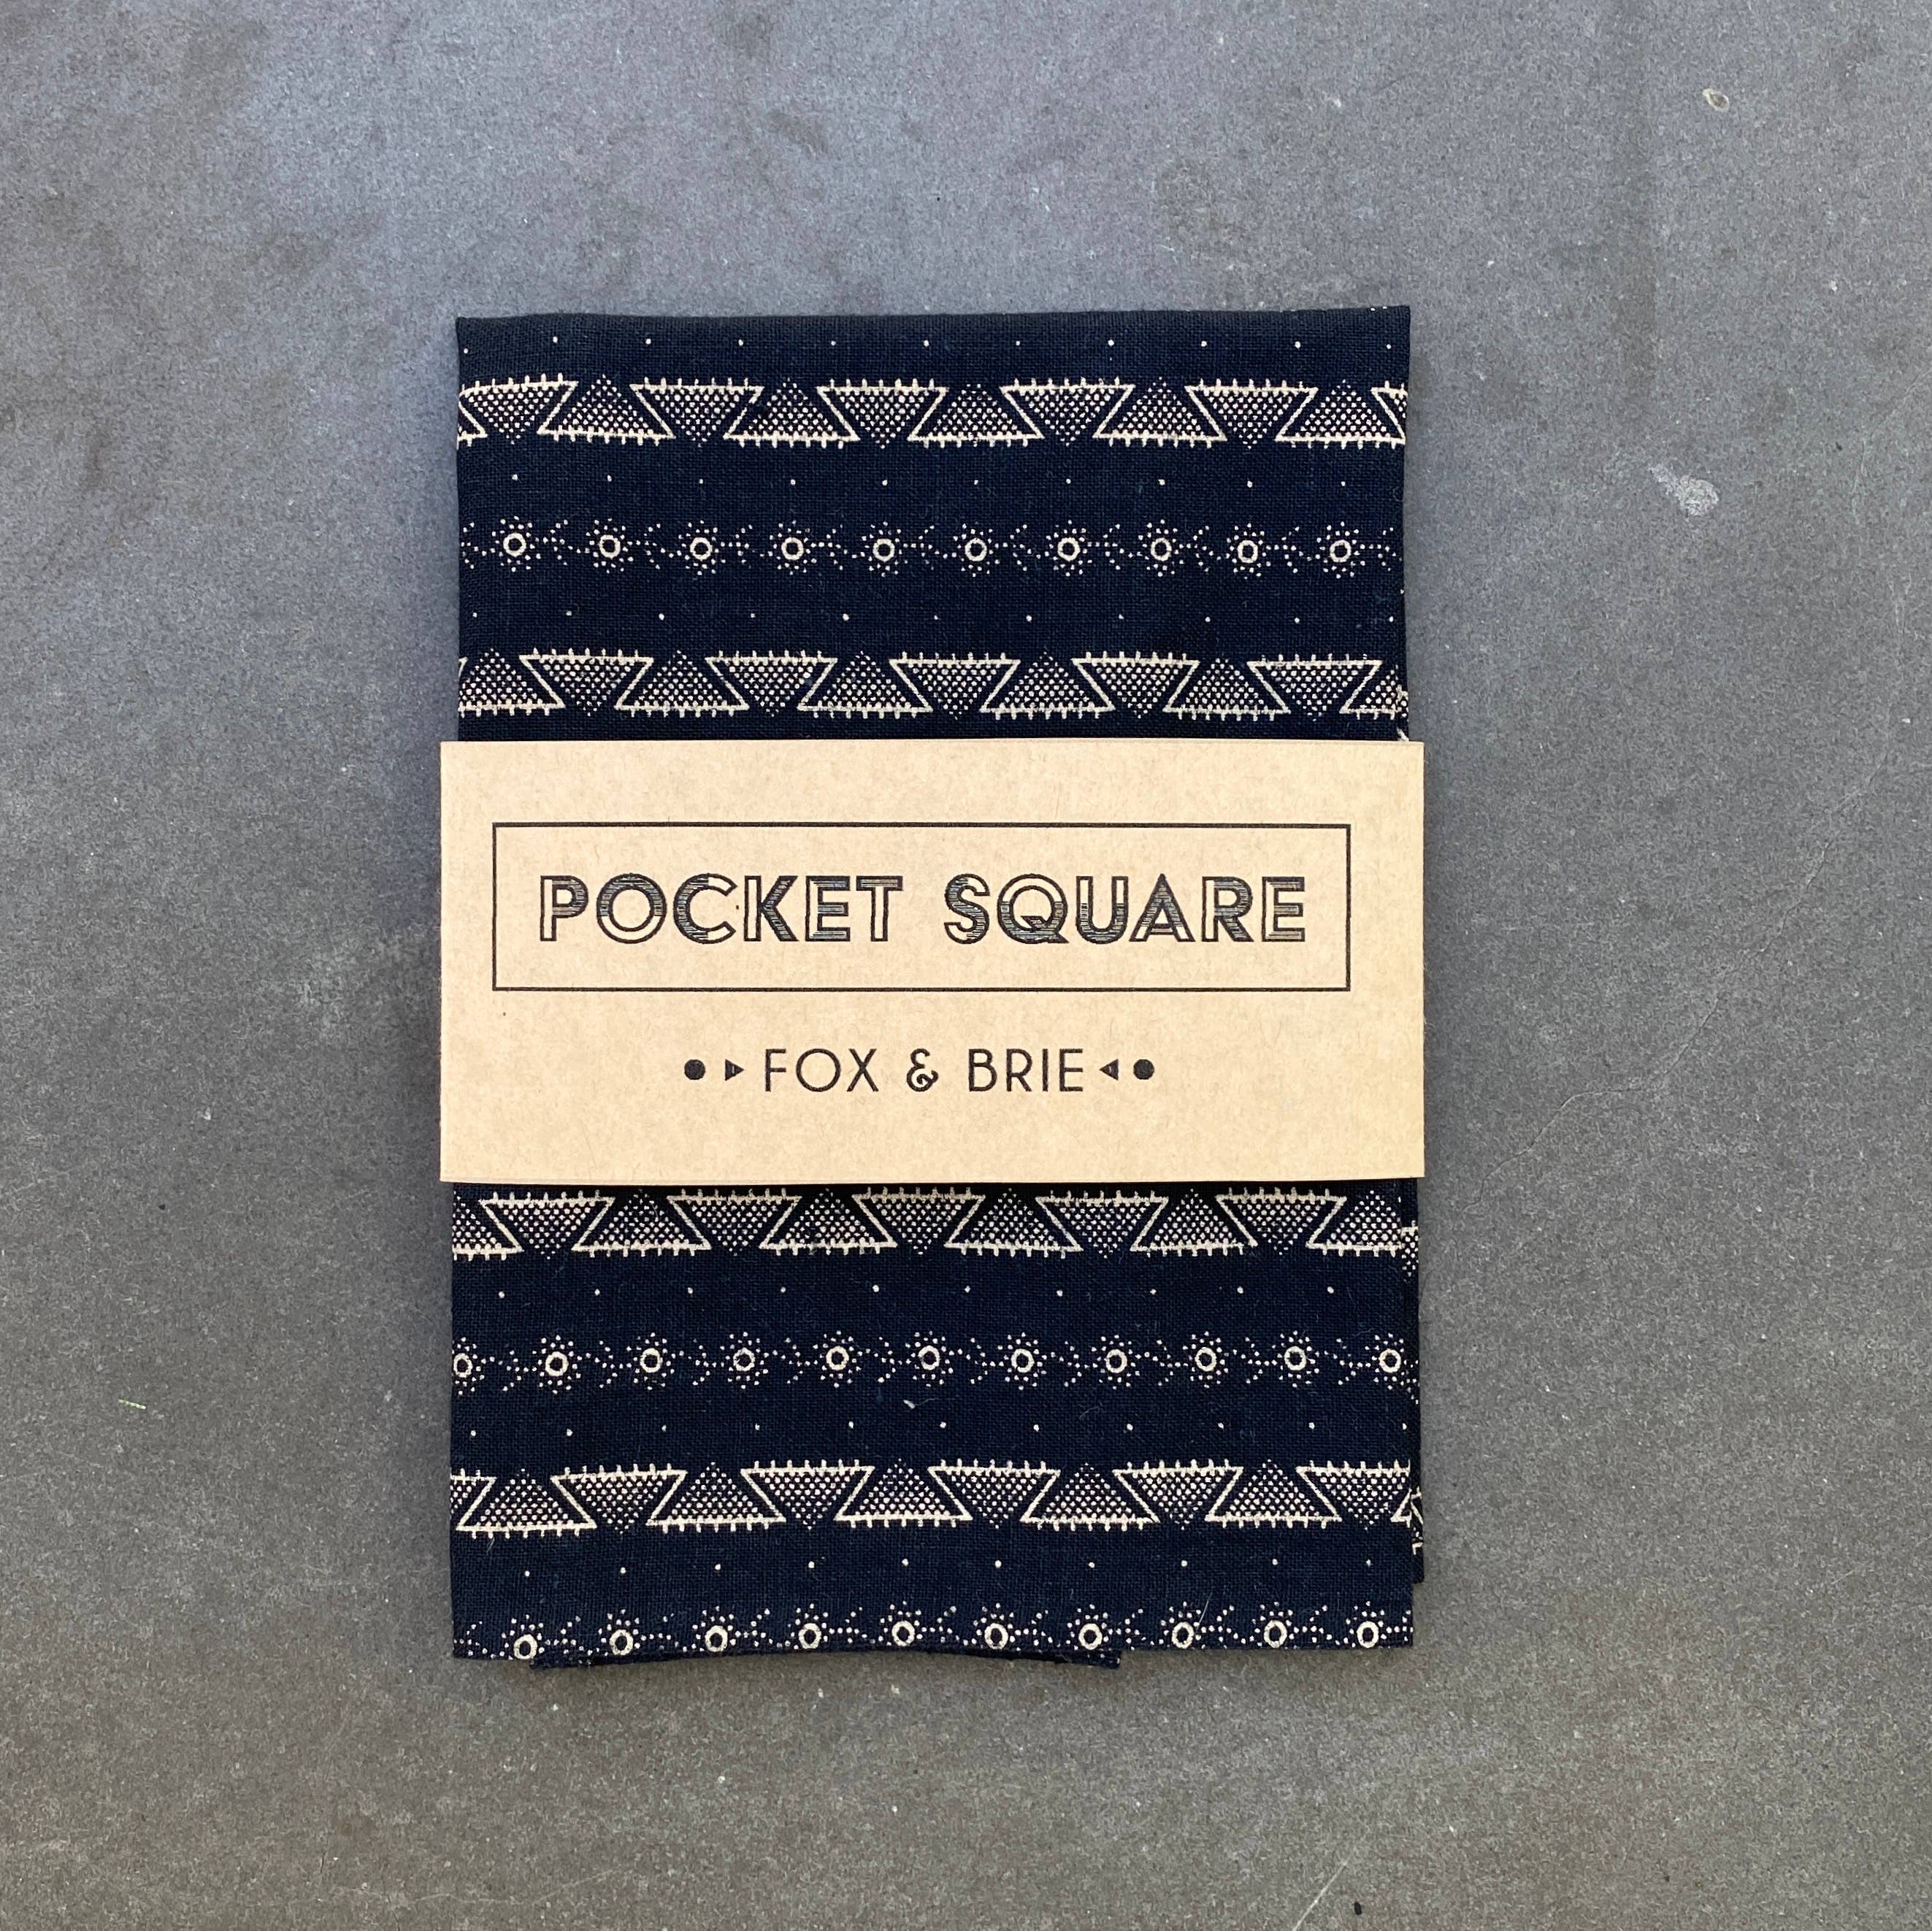 POCKET SQUARE
FOX & BRIE